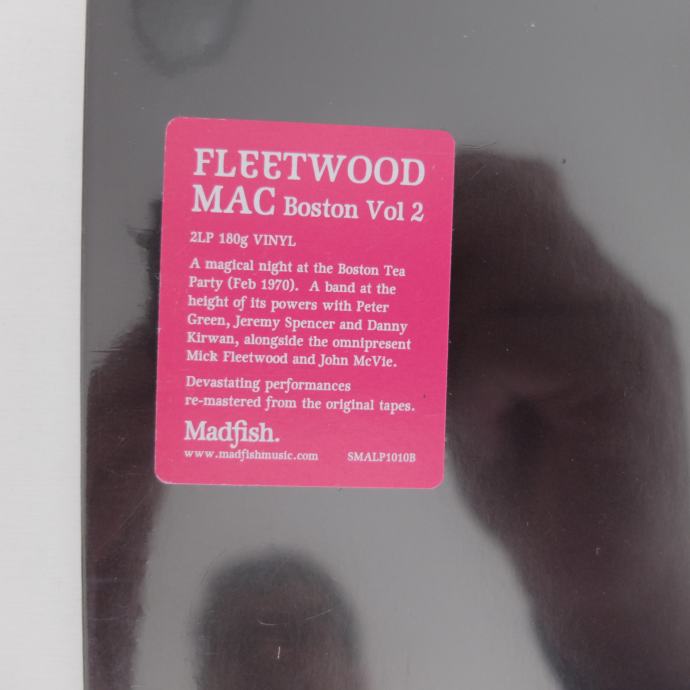 FLEETWOOD
MAC Boston Vol 2
2LP 180g VINYL
A magical night at the Boston Tea
Party (Feb 1970).  A band at the
height of its powers with Peter
Green, Jeremy Spencer and Danny
Kirwan, alongside the omnipresent
Mick Fleetwood and John McVie.
Devastating performances
re-mastered from the original tapes.
Madfish.
www.madfishmusic.com SMALP1010B